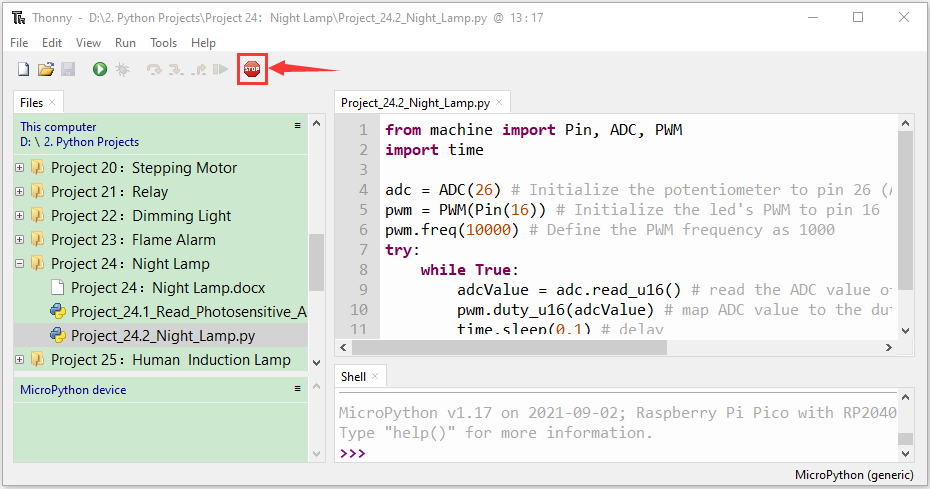 Thonny - D:\2. Python Projects\Project 24：Night Lamp\Project_24.2_Night_Lamp.py @ 13 : 17
File Edit View Run Tools Help
STOP
Files ×
This computer
D: \ 2. Python Projects
Project 20：Stepping Motor
Project 21：Relay
Project 22：Dimming Light
Project 23：Flame Alarm
Project 24：Night Lamp
Project 24：Night Lamp.docx
Project_24.1_Read_Photosensitive_A
Project_24.2_Night_Lamp.py
Project 25：Human Induction Lamp
MicroPython device
Project_24.2_Night_Lamp.py ×
1 from machine import Pin, ADC, PWM
2 import time
3
4 adc = ADC(26) # Initialize the potentiometer to pin 26 (A
5 pwm = PWM(Pin(16)) # Initialize the led's PWM to pin 16
6 pwm.freq(10000) # Define the PWM frequency as 1000
7 try:
8 while True:
9 adcValue = adc.read_u16() # read the ADC value o
10 pwm.duty_u16(adcValue) # map ADC value to the du
11 time.sleep(0.1) # delay
Shell ×
MicroPython v1.17 on 2021-09-02; Raspberry Pi Pico with RP2040
Type "help()" for more information.
>>>
MicroPython (generic)